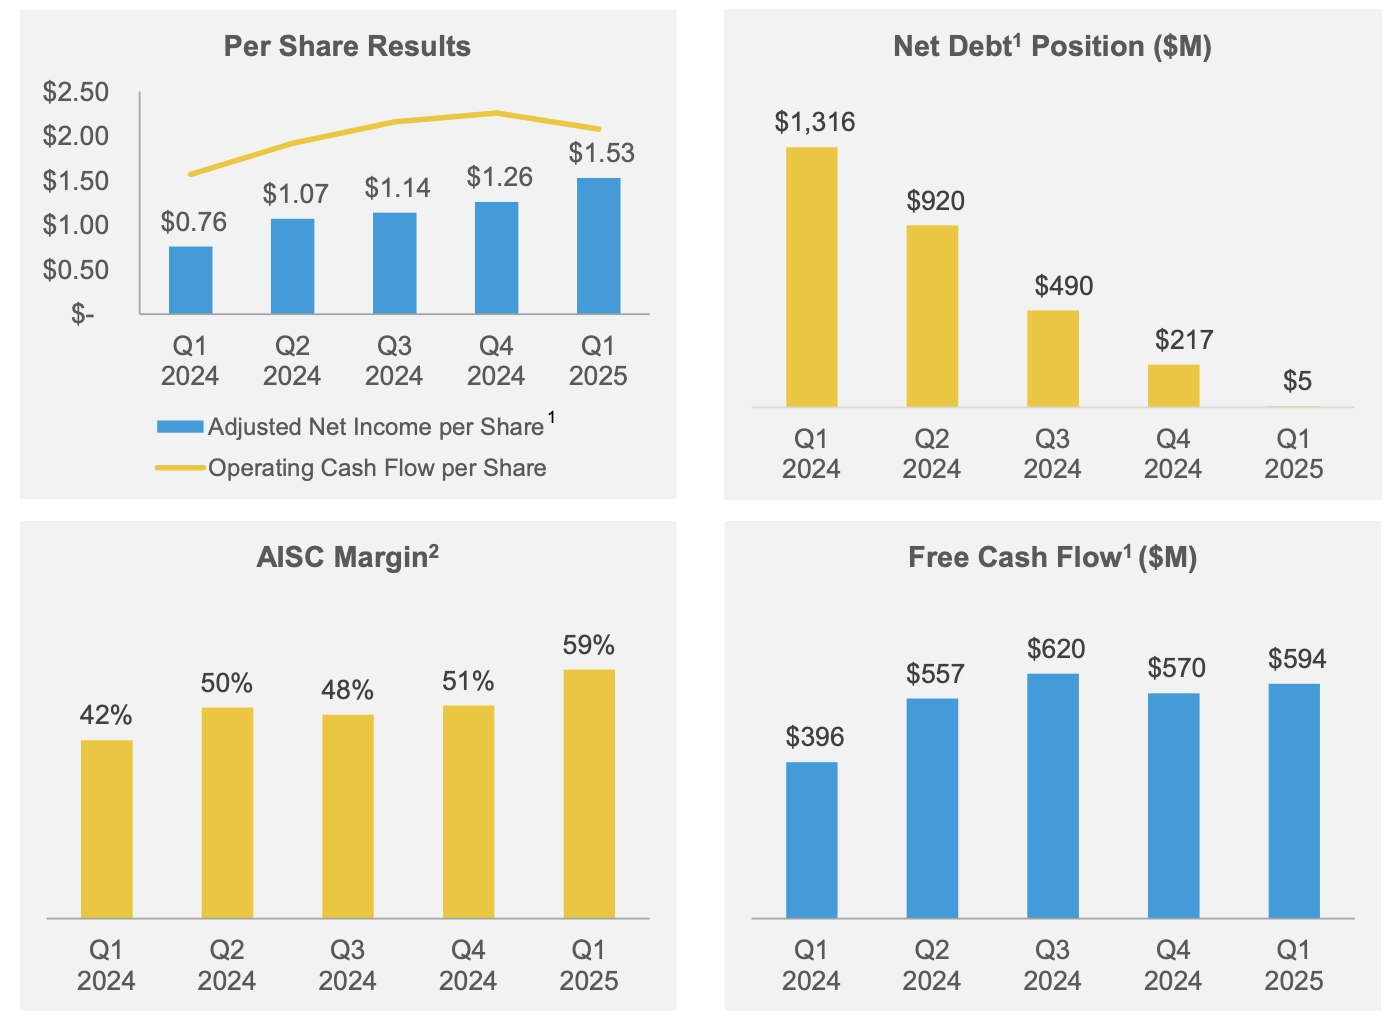 Per Share Results
$2.50
$2.00
$1.50
$1.00
$0.50
$-
$0.76
$1.07
$1.14
$1.26
$1.53
Q1 Q2 Q3 Q4 Q1
2024 2024 2024 2024 2025
Adjusted Net Income per Share¹
Operating Cash Flow per Share
Net Debt¹ Position ($M)
$1,316
$920
$490
$217
$5
Q1 Q2 Q3 Q4 Q1
2024 2024 2024 2024 2025
AISC Margin²
42%
50%
48%
51%
59%
Q1 Q2 Q3 Q4 Q1
2024 2024 2024 2024 2025
Free Cash Flow¹ ($M)
$396
$557
$620
$570
$594
Q1 Q2 Q3 Q4 Q1
2024 2024 2024 2024 2025